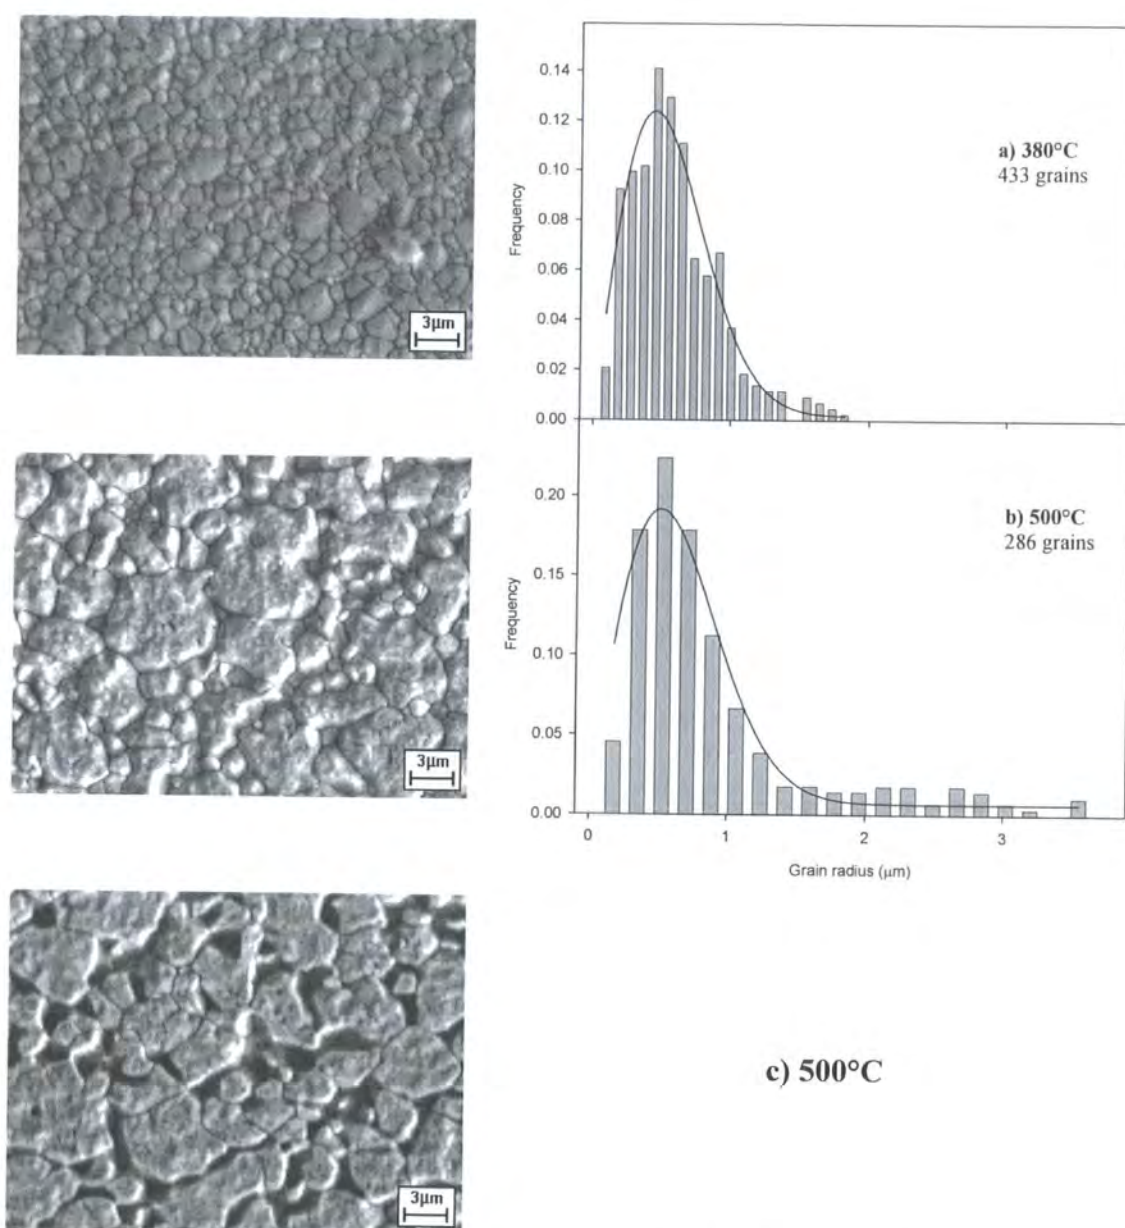 3μm
0.14
0.12
0.10
0.08
0.06
0.04
0.02
0.00
Frequency
a) 380°C
433 grains
3μm
0.20
0.15
0.10
0.05
0.00
Frequency
b) 500°C
286 grains
0 1 2 3
Grain radius (μm)
3μm
c) 500°C